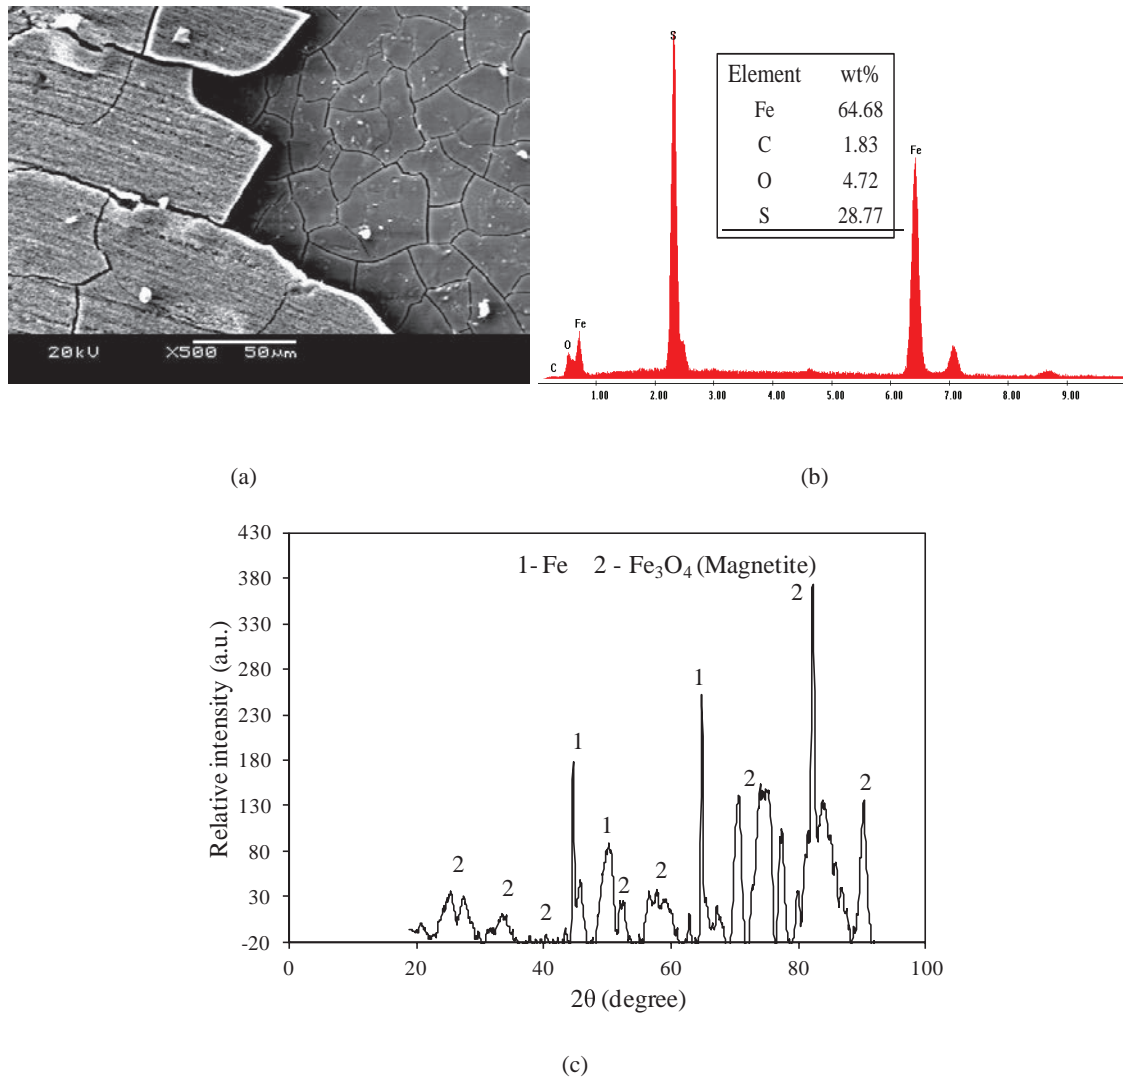 20kV X500 50μm
S
Element wt%
Fe 64.68
C 1.83
O 4.72
S 28.77
Fe
Fe
O
C
1.00 2.00 3.00 4.00 5.00 6.00 7.00 8.00 9.00
(a) (b)
430
1- Fe 2 - Fe₃O₄ (Magnetite)
380
2
330
280
1
230
1
180
2 2
130
1
80
2 2
2 2
30
2
-20
0 20 40 60 80 100
Relative intensity (a.u.)
2θ (degree)
(c)